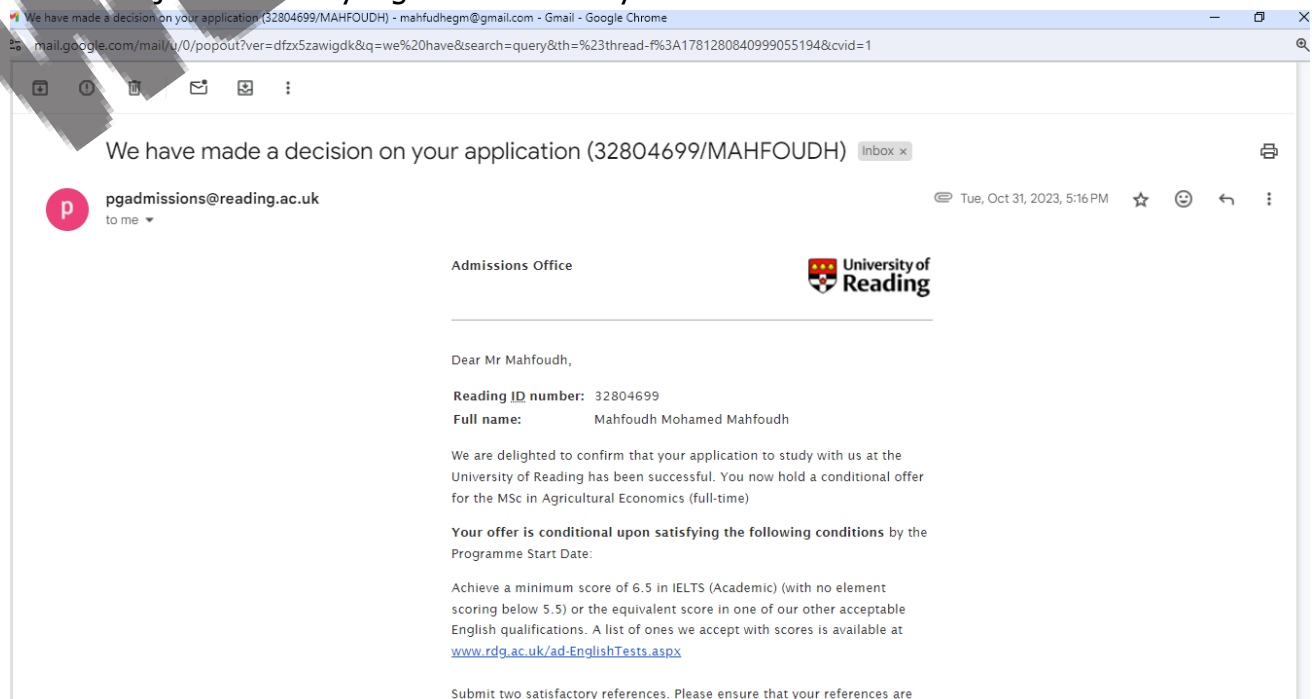 We have made a decision on your application (32804699/MAHFOUDH) - mahfudhegm@gmail.com - Gmail - Google Chrome
mail.google.com/mail/u/0/popout?ver=dfzx5zawigdk&q=we%20have&search=query&th=%23thread-f%3A1781280840999055194&cvid=1
We have made a decision on your application (32804699/MAHFOUDH) Inbox ×
p
pgadmissions@reading.ac.uk
Tue, Oct 31, 2023, 5:16 PM
to me
Admissions Office
University of
Reading
Dear Mr Mahfoudh,
Reading ID number: 32804699
Full name: Mahfoudh Mohamed Mahfoudh
We are delighted to confirm that your application to study with us at the
University of Reading has been successful. You now hold a conditional offer
for the MSc in Agricultural Economics (full-time)
Your offer is conditional upon satisfying the following conditions by the
Programme Start Date:
Achieve a minimum score of 6.5 in IELTS (Academic) (with no element
scoring below 5.5) or the equivalent score in one of our other acceptable
English qualifications. A list of ones we accept with scores is available at
www.rdg.ac.uk/ad-EnglishTests.aspx
Submit two satisfactory references. Please ensure that your references are